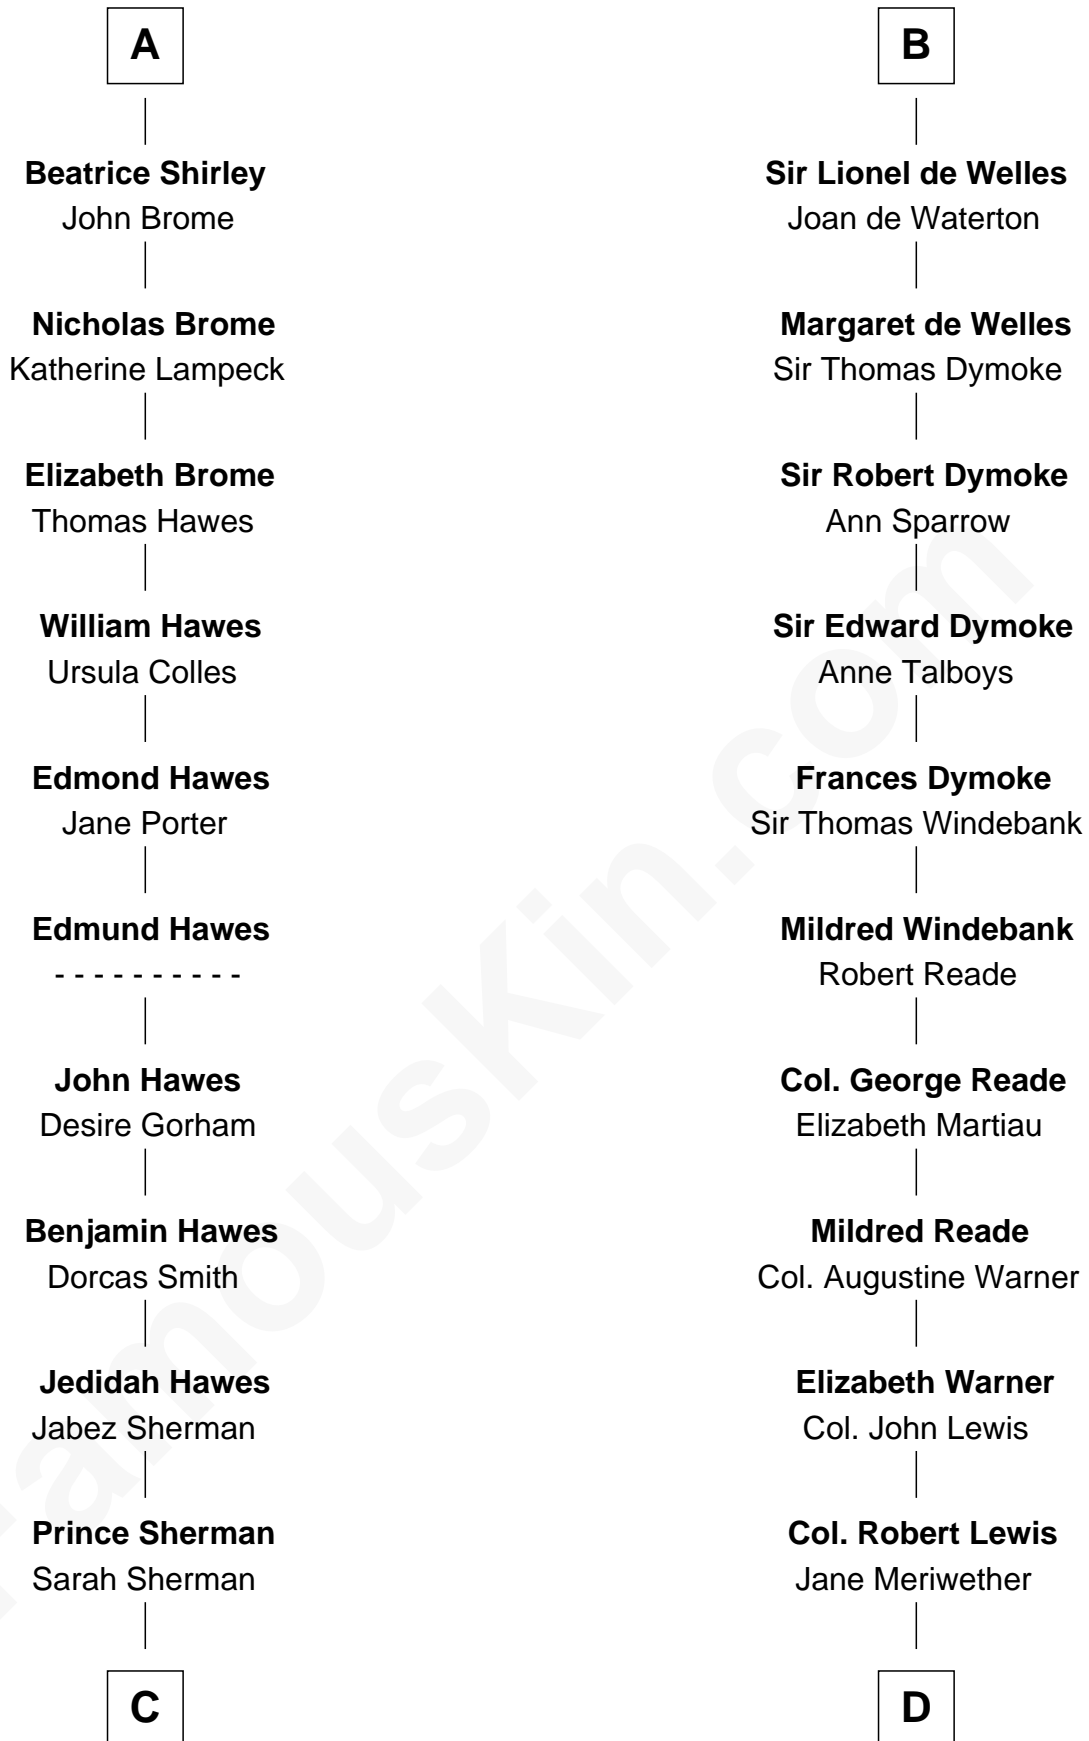 A
Beatrice Shirley
John Brome
Nicholas Brome
Katherine Lampeck
Elizabeth Brome
Thomas Hawes
William Hawes
Ursula Colles
Edmond Hawes
Jane Porter
Edmund Hawes
- - - - - - - - - -
John Hawes
Desire Gorham
Benjamin Hawes
Dorcas Smith
Jedidah Hawes
Jabez Sherman
Prince Sherman
Sarah Sherman
C
B
Sir Lionel de Welles
Joan de Waterton
Margaret de Welles
Sir Thomas Dymoke
Sir Robert Dymoke
Ann Sparrow
Sir Edward Dymoke
Anne Talboys
Frances Dymoke
Sir Thomas Windebank
Mildred Windebank
Robert Reade
Col. George Reade
Elizabeth Martiau
Mildred Reade
Col. Augustine Warner
Elizabeth Warner
Col. John Lewis
Col. Robert Lewis
Jane Meriwether
D
FamousKin.com